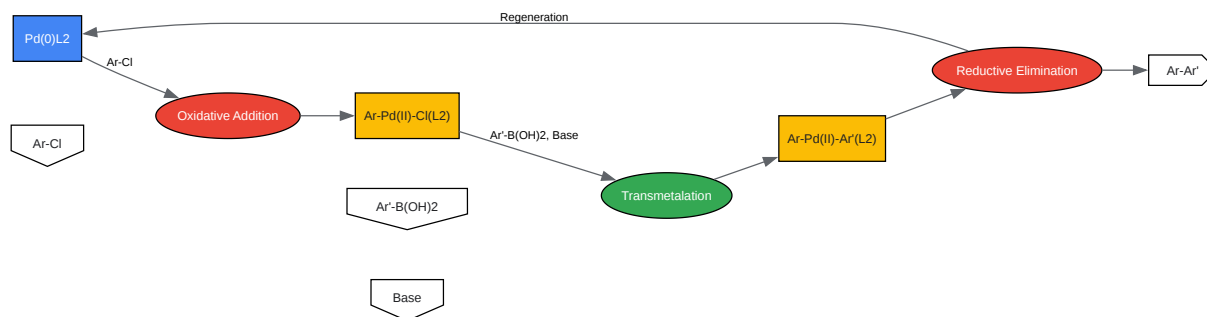 Regeneration
Pd(0)L2
Ar-Cl
Oxidative Addition
Ar-Pd(II)-Cl(L2)
Ar'-B(OH)2, Base
Transmetalation
Ar-Pd(II)-Ar'(L2)
Reductive Elimination
Ar-Ar'
Ar-Cl
Ar'-B(OH)2
Base